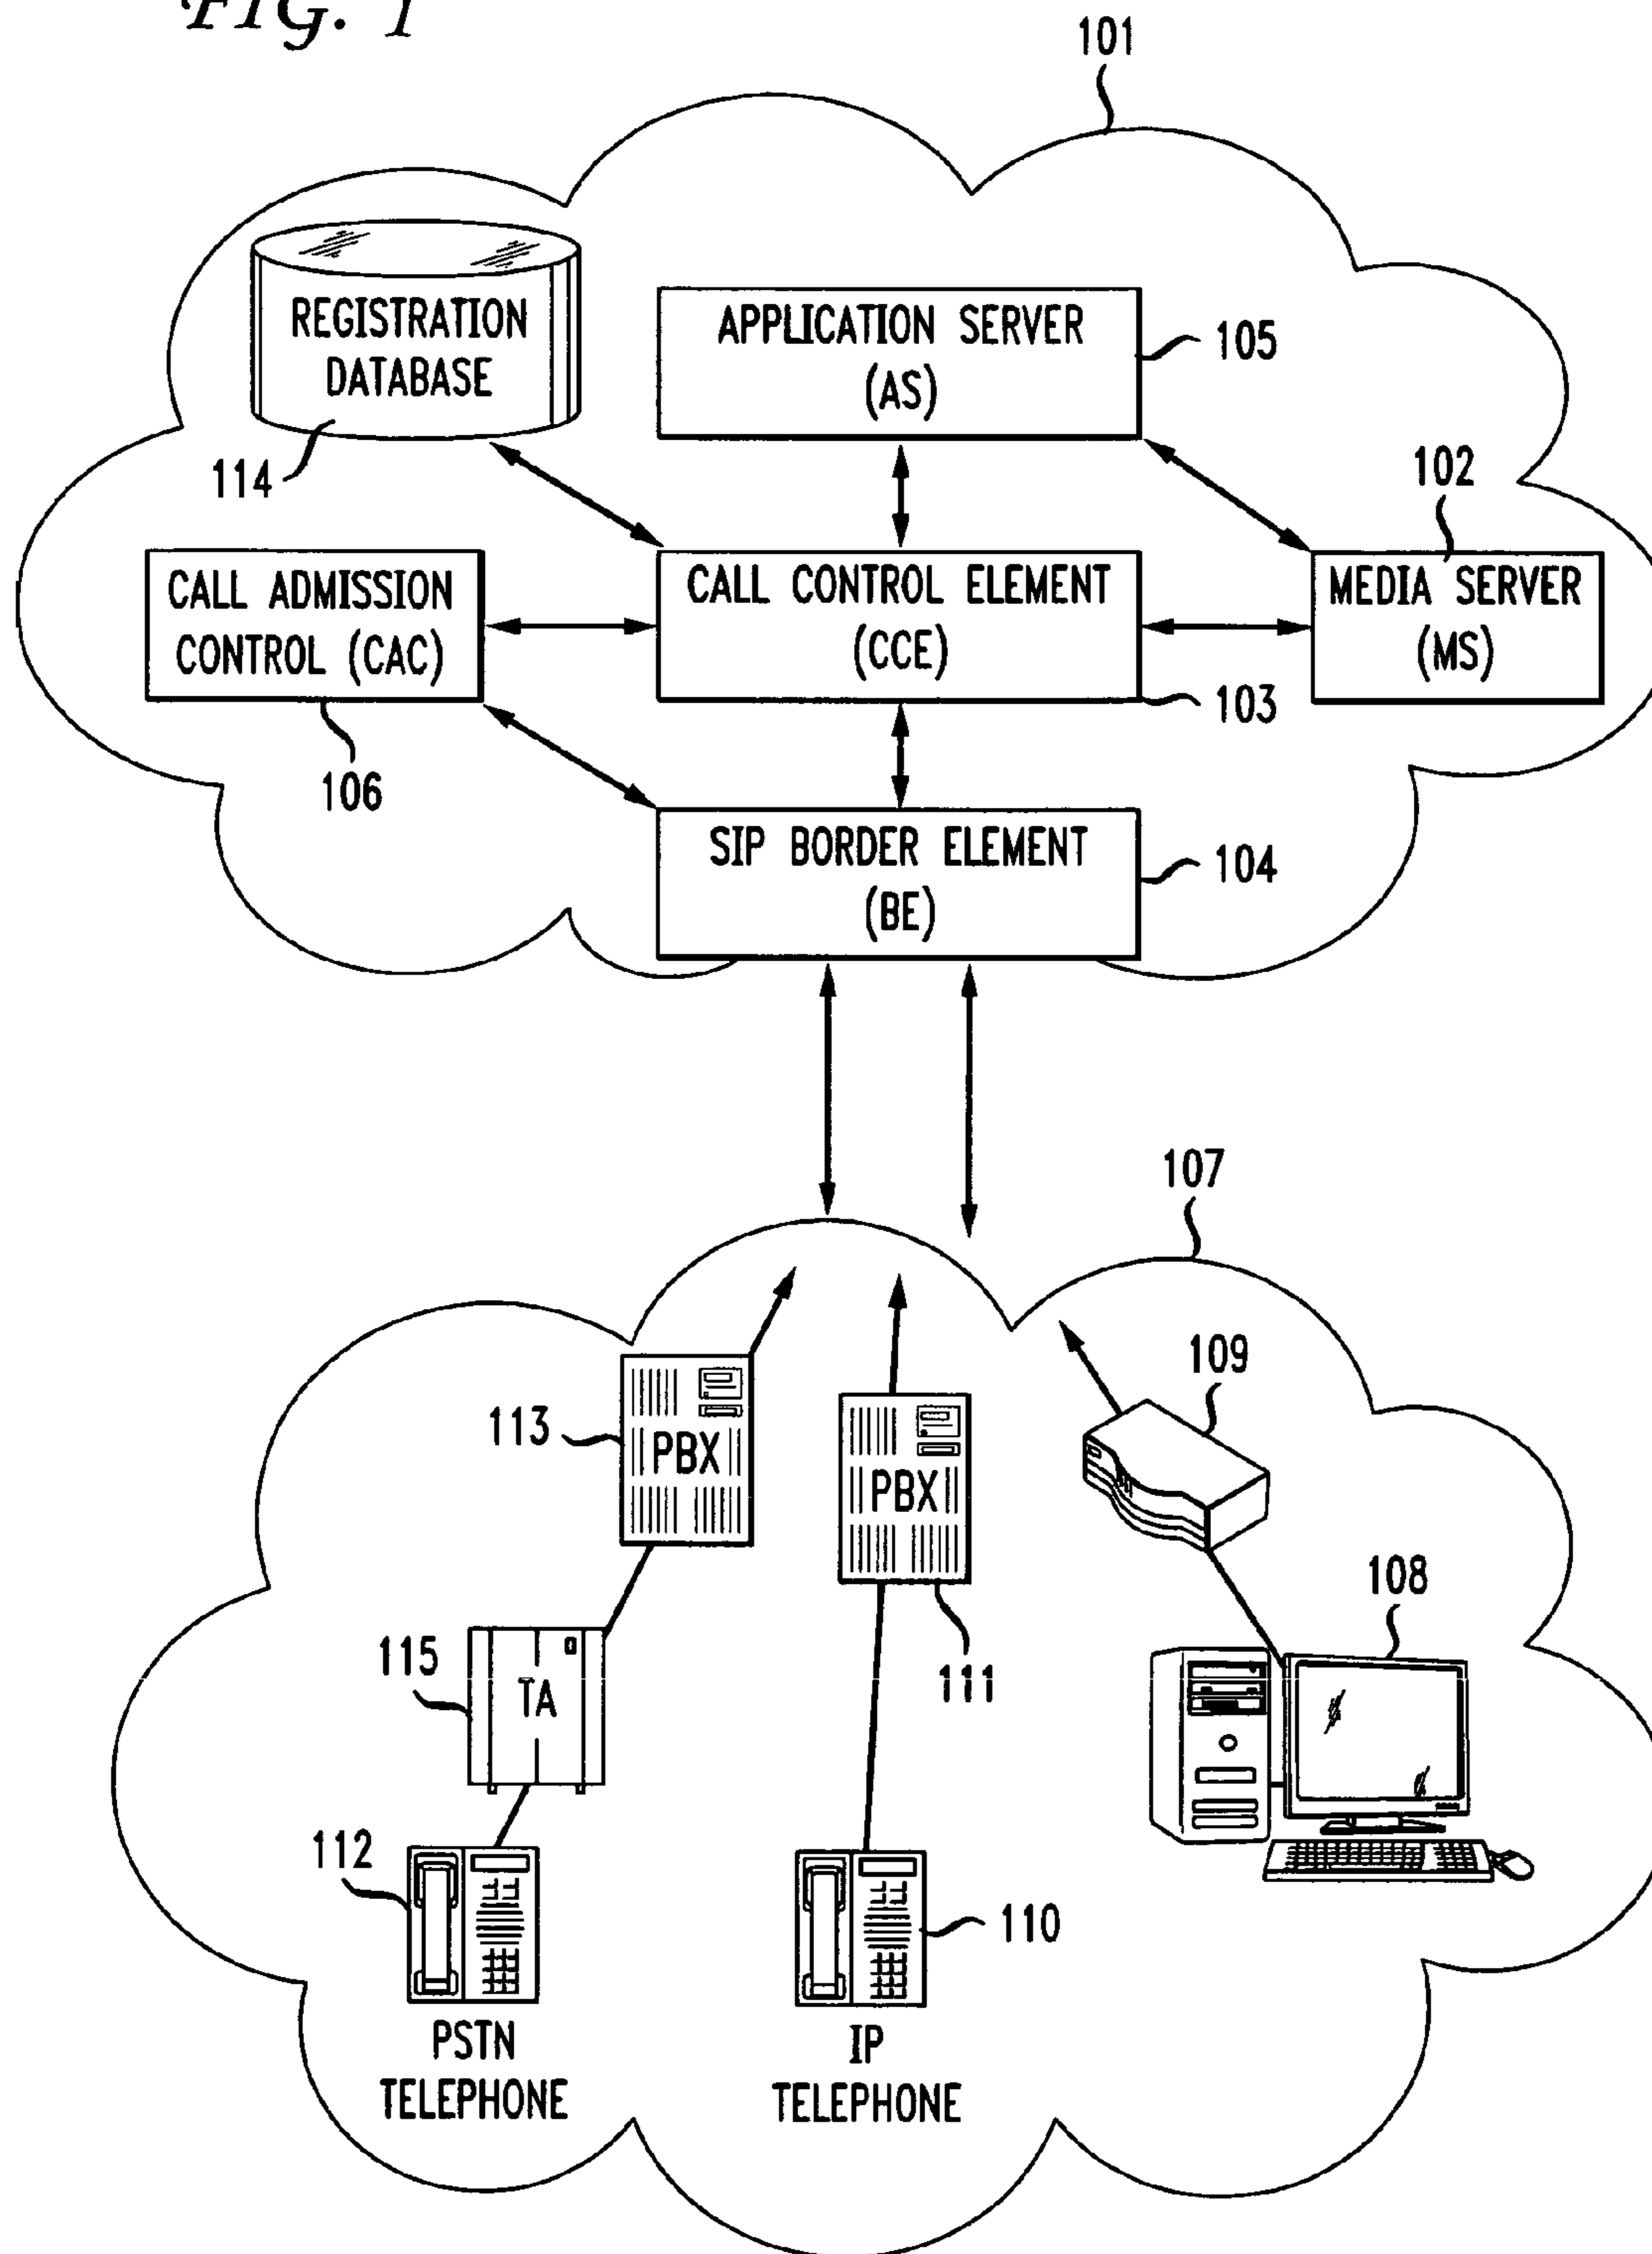 FIG. 1
101
REGISTRATION
DATABASE
114
APPLICATION SERVER
(AS)
105
102
CALL ADMISSION
CONTROL (CAC)
106
CALL CONTROL ELEMENT
(CCE)
103
MEDIA SERVER
(MS)
SIP BORDER ELEMENT
(BE)
104
107
113
PBX
PBX
111
109
108
115
TA
112
PSTN
TELEPHONE
110
IP
TELEPHONE